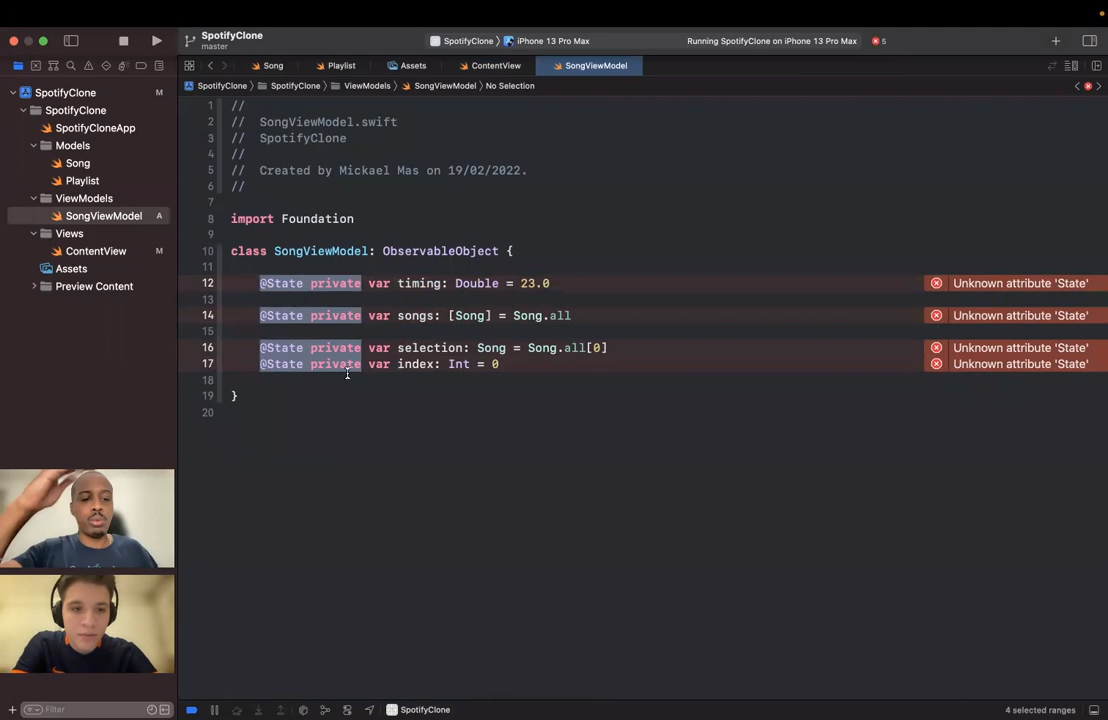 SpotifyClone
master
SpotifyClone
iPhone 13 Pro Max
Running SpotifyClone on iPhone 13 Pro Max
5
Song
Playlist
Assets
ContentView
SongViewModel
SpotifyClone
SpotifyClone
ViewModels
SongViewModel
No Selection
SpotifyClone M
SpotifyClone
SpotifyCloneApp
Models
Song
Playlist
ViewModels
SongViewModel A
Views
ContentView M
Assets
Preview Content
1 //
2 // SongViewModel.swift
3 // SpotifyClone
4 //
5 // Created by Mickael Mas on 19/02/2022.
6 //
7
8 import Foundation
9
10 class SongViewModel: ObservableObject {
11
12 @State private var timing: Double = 23.0 Unknown attribute 'State'
13
14 @State private var songs: [Song] = Song.all Unknown attribute 'State'
15
16 @State private var selection: Song = Song.all[0] Unknown attribute 'State'
17 @State private var index: Int = 0 Unknown attribute 'State'
18
19 }
20
Filter
SpotifyClone
4 selected ranges